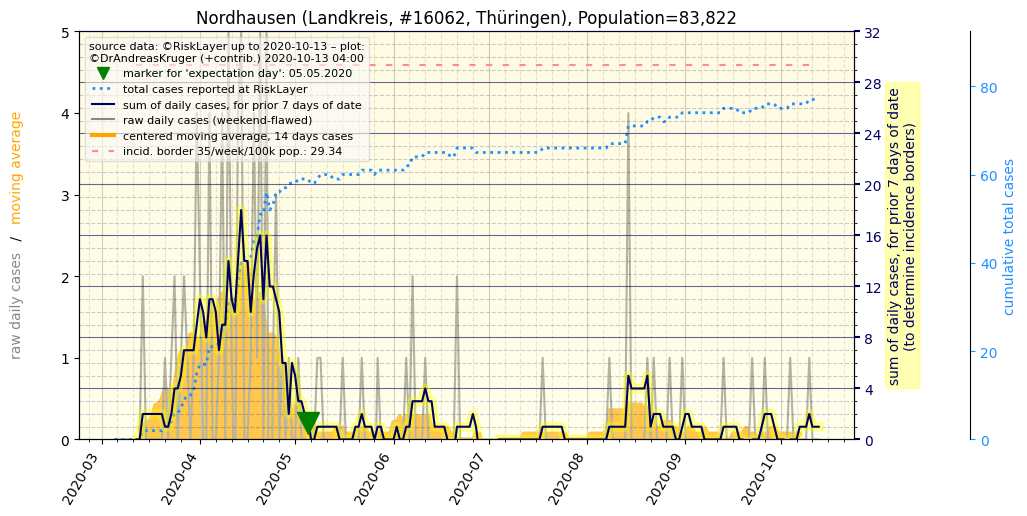 Nordhausen (Landkreis, #16062, Thüringen), Population=83,822
source data: ©RiskLayer up to 2020-10-13 – plot:
©DrAndreasKruger (+contrib.) 2020-10-13 04:00
marker for 'expectation day': 05.05.2020
total cases reported at RiskLayer
sum of daily cases, for prior 7 days of date
raw daily cases (weekend-flawed)
centered moving average, 14 days cases
incid. border 35/week/100k pop.: 29.34
raw daily cases / moving average
5
4
3
2
1
0
32
28
24
20
16
12
8
4
0
sum of daily cases, for prior 7 days of date
(to determine incidence borders)
80
60
40
20
0
cumulative total cases
2020-03
2020-04
2020-05
2020-06
2020-07
2020-08
2020-09
2020-10